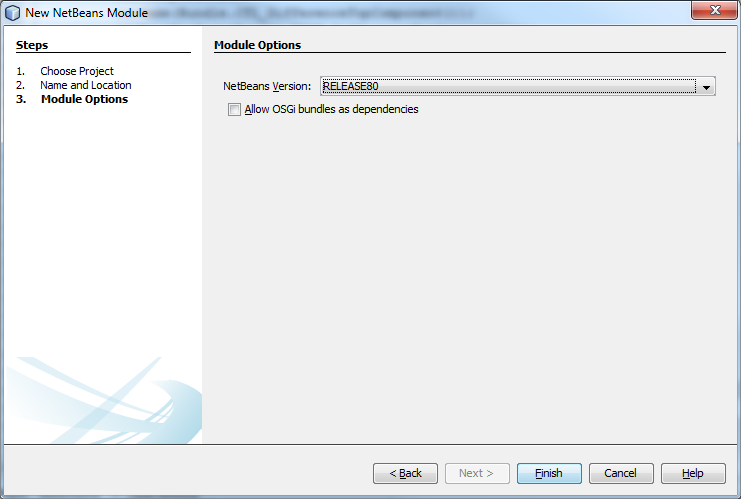 New NetBeans Module
Steps
1. Choose Project
2. Name and Location
3. Module Options
Module Options
NetBeans Version: RELEASE80
Allow OSGi bundles as dependencies
< Back Next > Finish Cancel Help